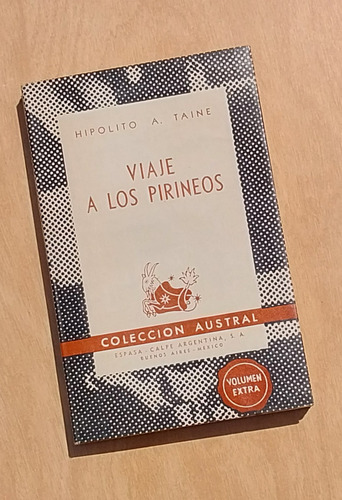 HIPOLITO A. TAINE
VIAJE
A LOS PIRINEOS
COLECCION AUSTRAL
ESPASA - CALPE ARGENTINA, S. A.
BUENOS AIRES - MEXICO
VOLUMEN
EXTRA